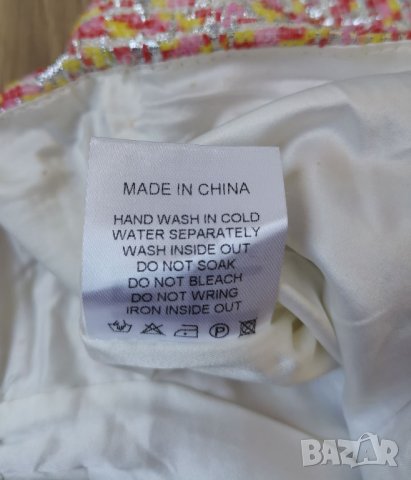 MADE IN CHINA
HAND WASH IN COLD
WATER SEPARATELY
WASH INSIDE OUT
DO NOT SOAK
DO NOT BLEACH
DO NOT WRING
IRON INSIDE OUT
P
BAZAR